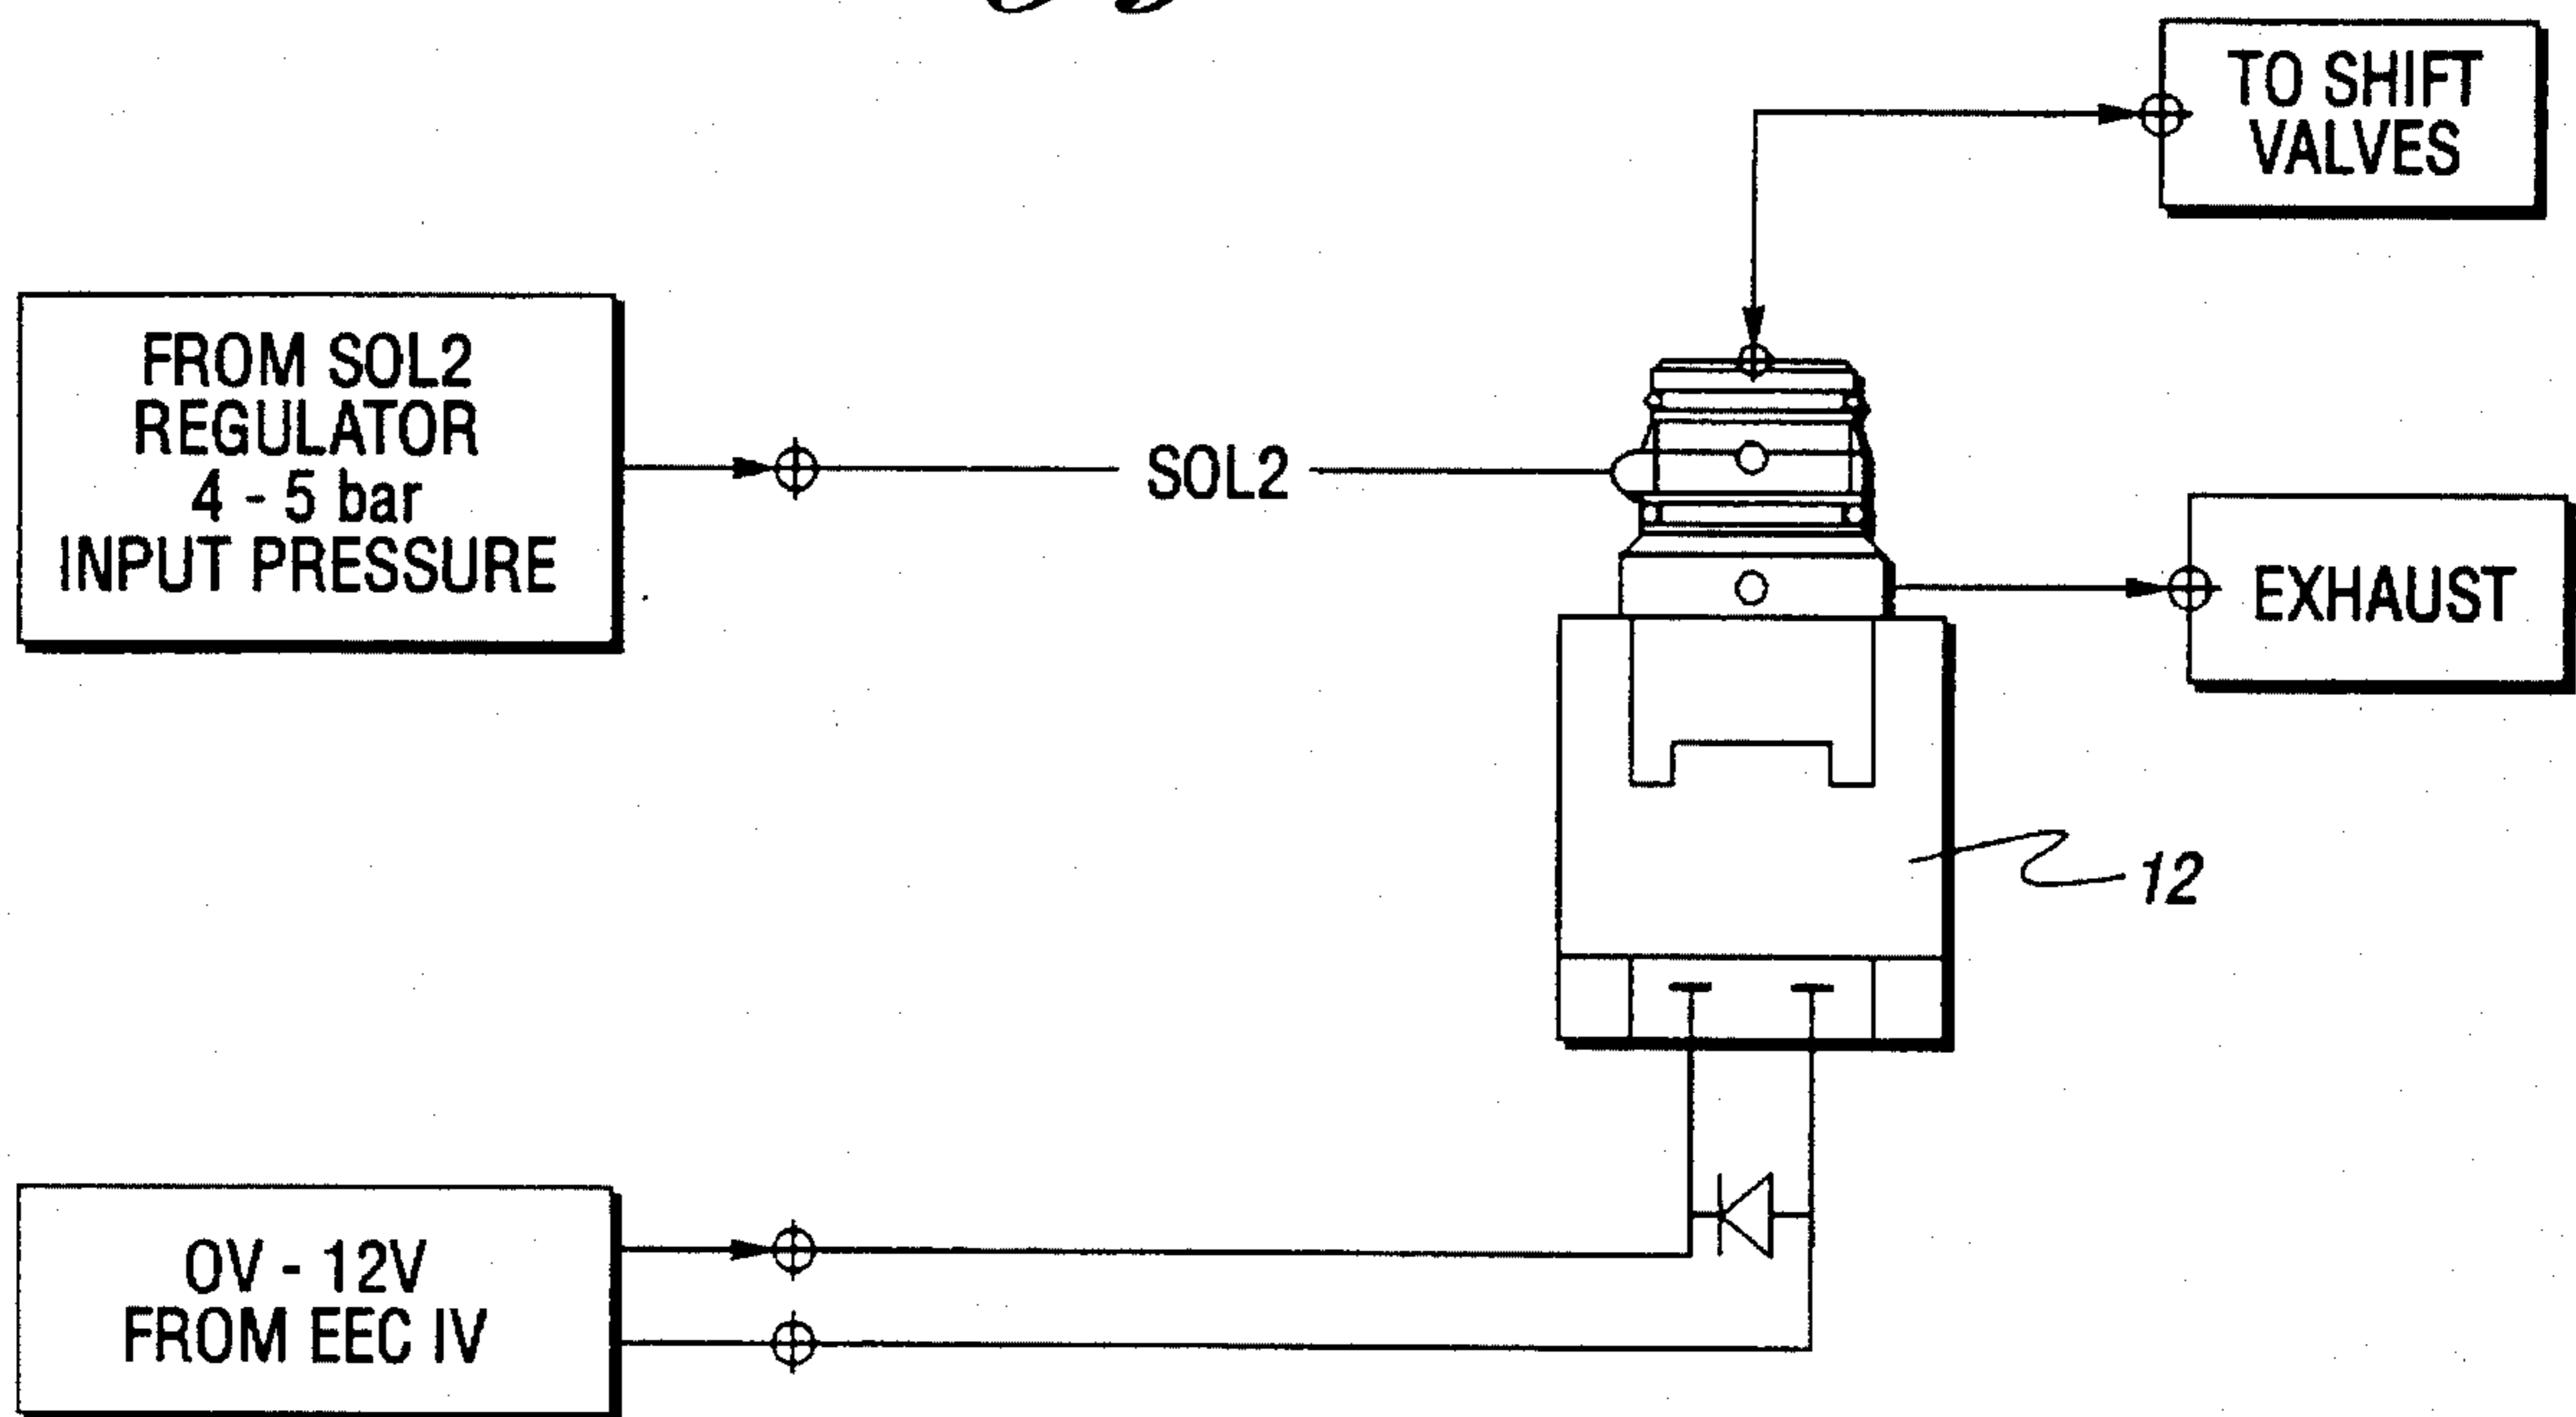 TO SHIFT
VALVES
FROM SOL2
REGULATOR
4 - 5 bar
INPUT PRESSURE
SOL2
EXHAUST
12
0V - 12V
FROM EEC IV